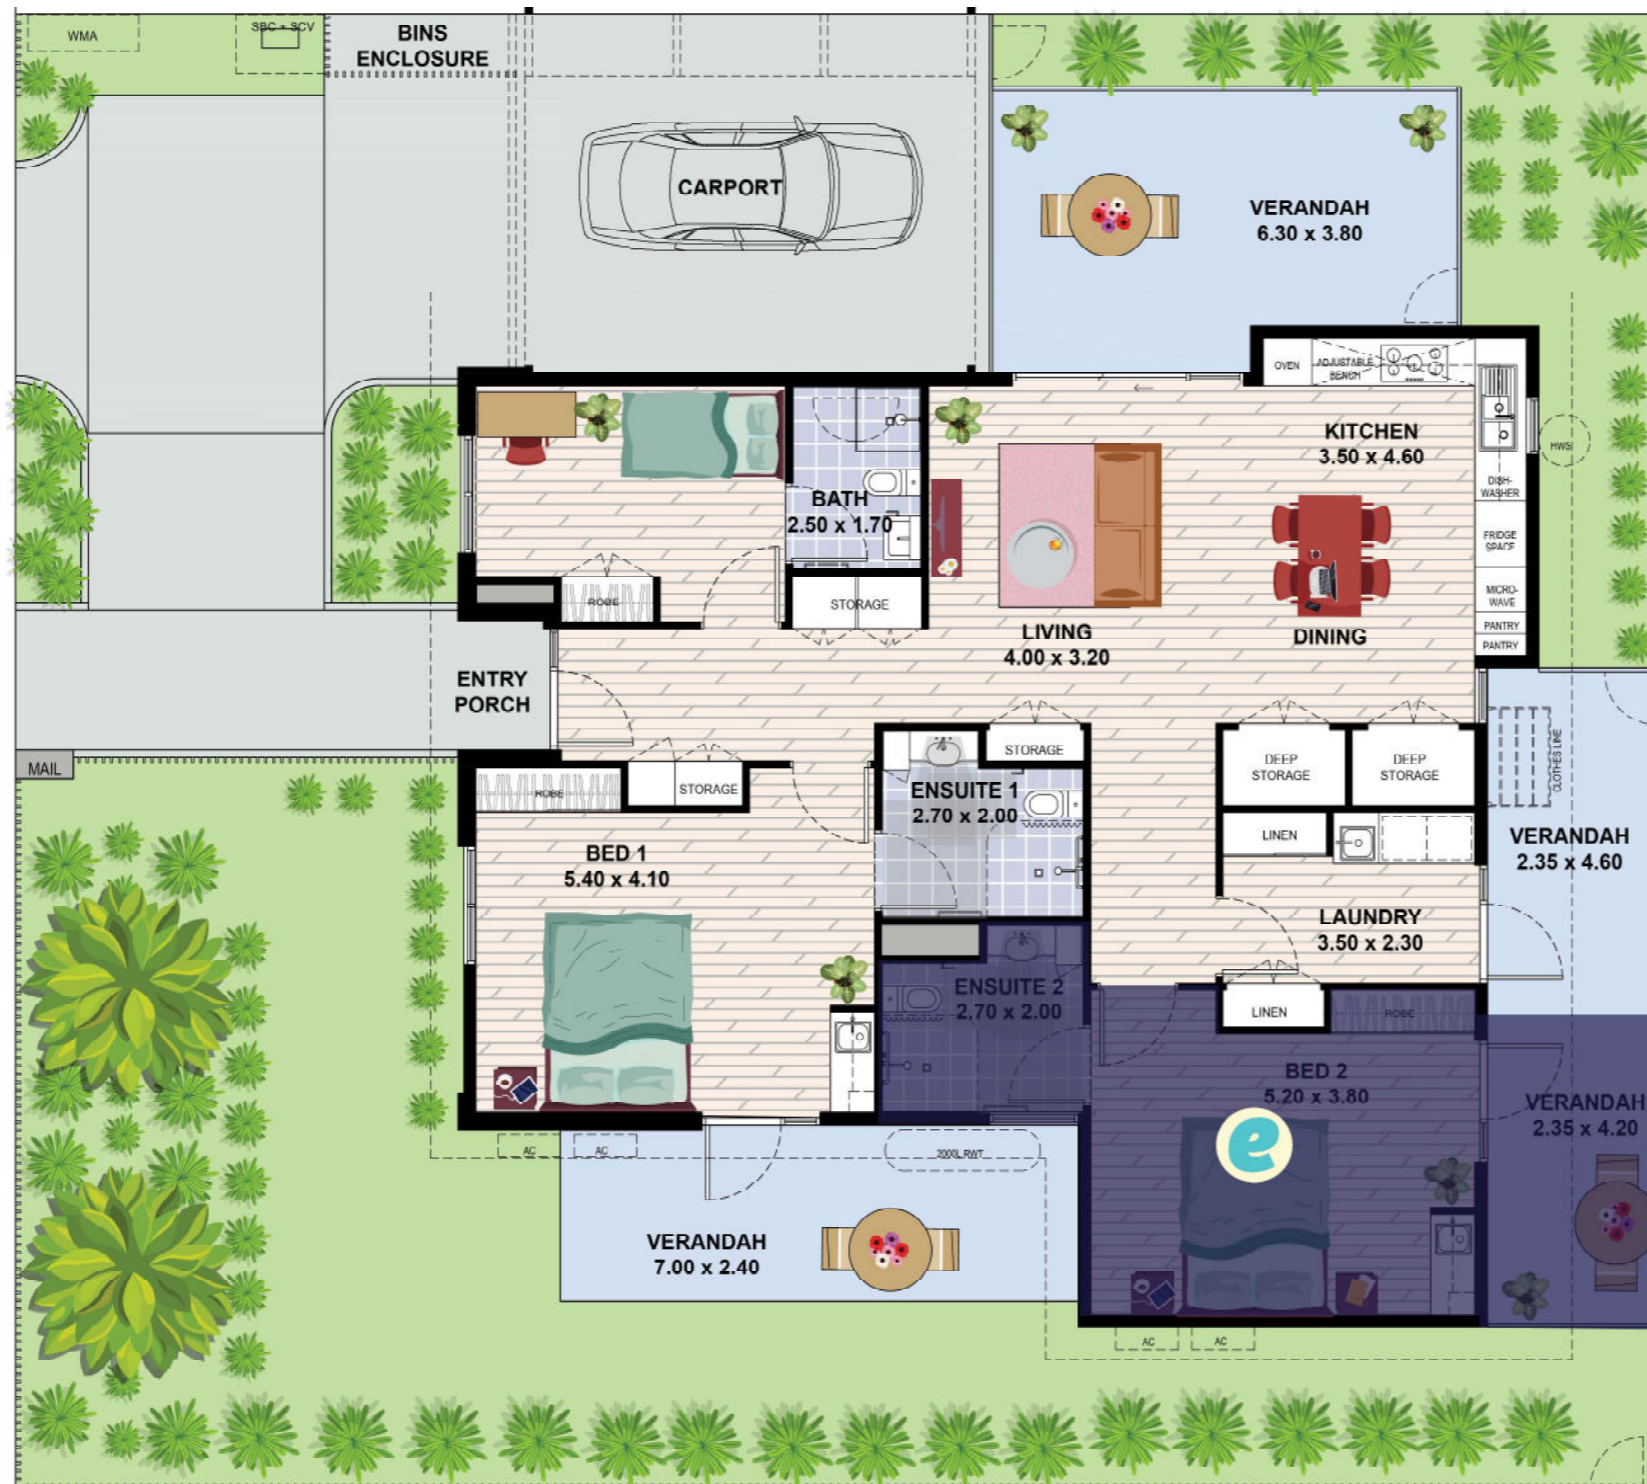 WMA
SBC + SCV
BINS
ENCLOSURE
CARPORT
VERANDAH
6.30 x 3.80
OVEN
ADJUSTABLE
BENCH
KITCHEN
3.50 x 4.60
HWS
DISH-
WASHER
FRIDGE
SPACE
MICRO-
WAVE
PANTRY
PANTRY
BATH
2.50 x 1.70
ROBE
STORAGE
LIVING
4.00 x 3.20
DINING
ENTRY
PORCH
MAIL
ROBE
STORAGE
STORAGE
ENSUITE 1
2.70 x 2.00
DEEP
STORAGE
DEEP
STORAGE
CLOTHES LINE
LINEN
VERANDAH
2.35 x 4.60
BED 1
5.40 x 4.10
LAUNDRY
3.50 x 2.30
ENSUITE 2
2.70 x 2.00
LINEN
ROBE
BED 2
5.20 x 3.80
VERANDAH
2.35 x 4.20
e
AC
AC
2000L RWT
VERANDAH
7.00 x 2.40
AC
AC